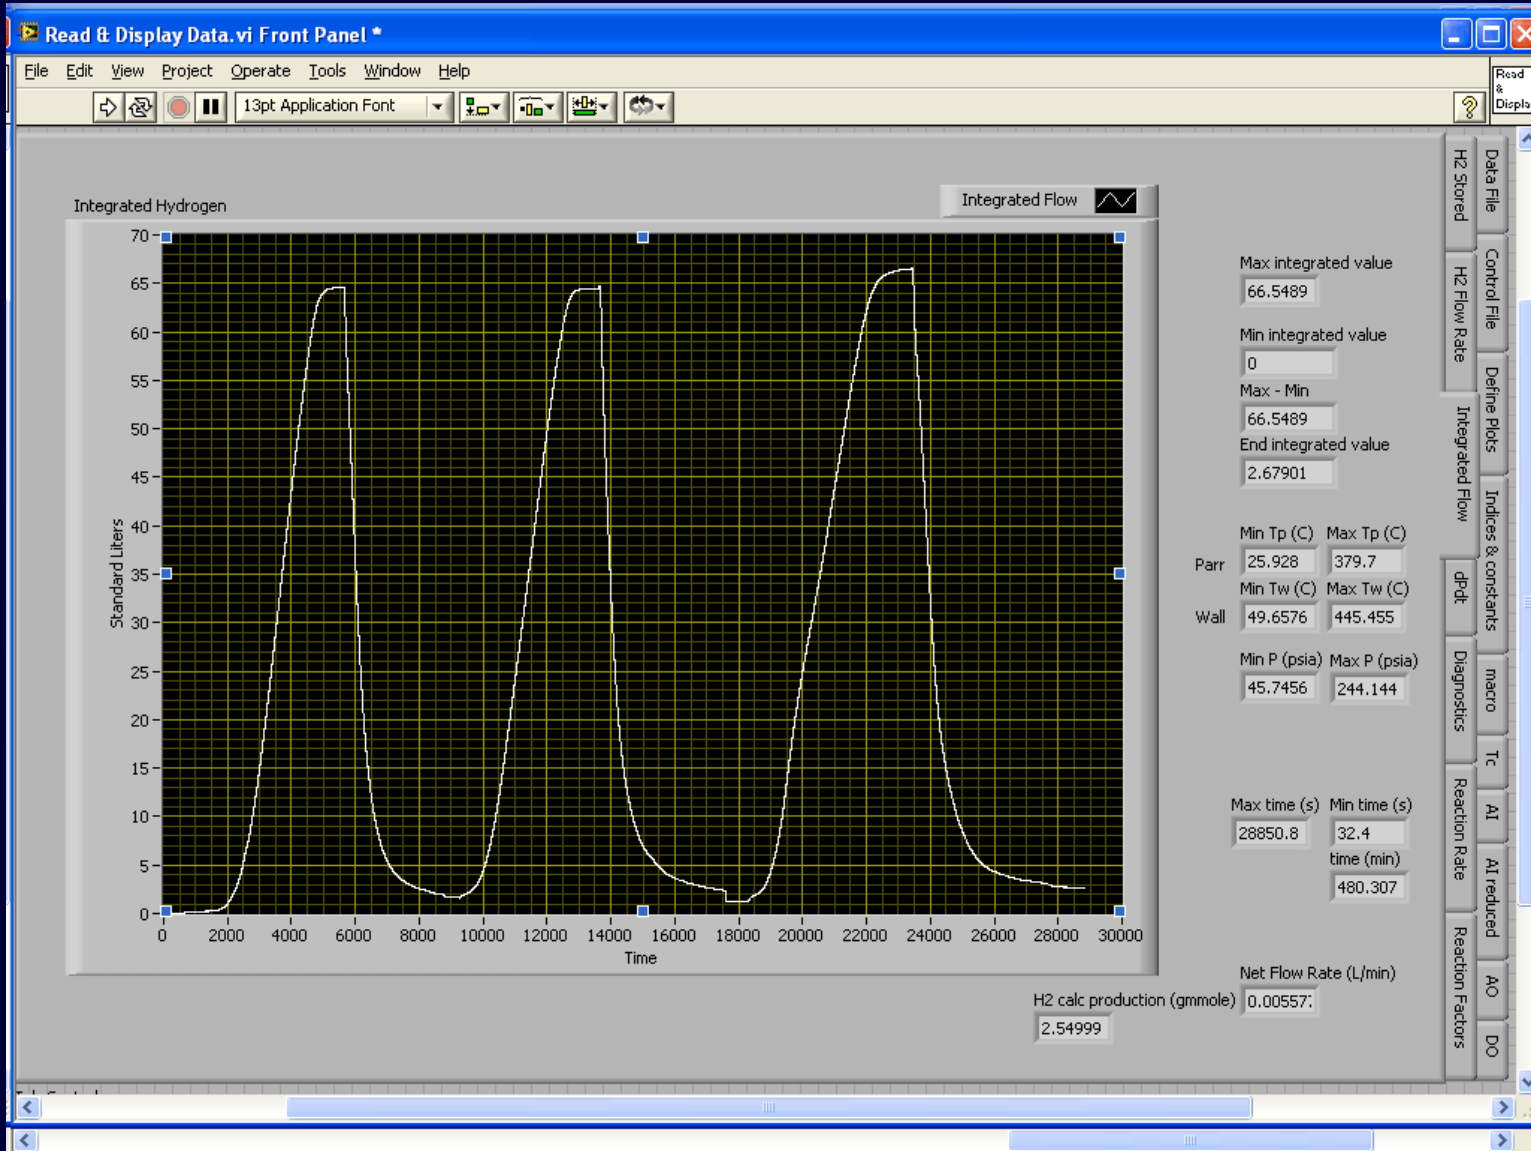 Read & Display Data.vi Front Panel *
File Edit View Project Operate Tools Window Help
13pt Application Font
Read
&
Integrated Hydrogen
Integrated Flow
70
65
60
55
50
45
40
35
30
25
20
15
10
5
0
Standard Liters
0 2000 4000 6000 8000 10000 12000 14000 16000 18000 20000 22000 24000 26000 28000 30000
Time
Max integrated value
66.5489
Min integrated value
0
Max - Min
66.5489
End integrated value
2.67901
Min Tp (C) Max Tp (C)
Parr 25.928 379.7
Min Tw (C) Max Tw (C)
Wall 49.6576 445.455
Min P (psia) Max P (psia)
45.7456 244.144
Max time (s) Min time (s)
28850.8 32.4
time (min)
480.307
Net Flow Rate (L/min)
H2 calc production (gmmole)
2.54999
H2 Stored
H2 Flow Rate
Integrated Flow
dPdt
Diagnostics
Reaction Rate
Reaction Factors
Data File
Control File
Define Plots
Indices & constants
macro
Tc
AI
AI reduced
AO
DO